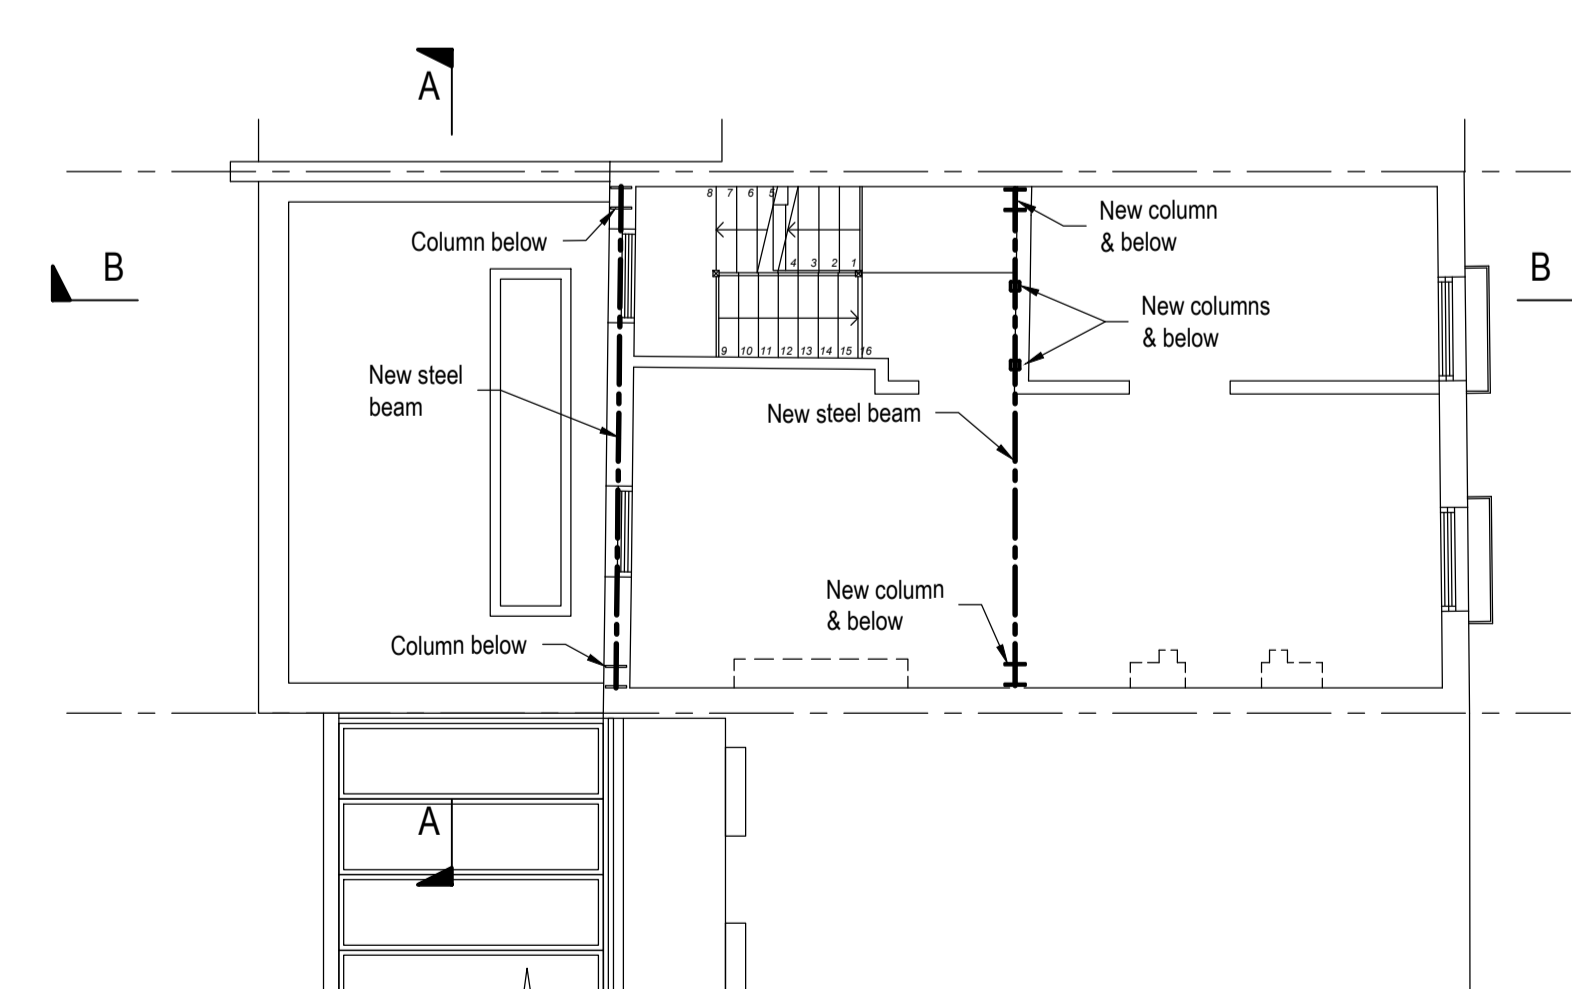 A
8 7 6 5
New column
& below
Column below
4 3 2 1
B
B
New columns
& below
9 10 11 12 13 14 15 16
New steel
beam
New steel beam
New column
& below
Column below
A